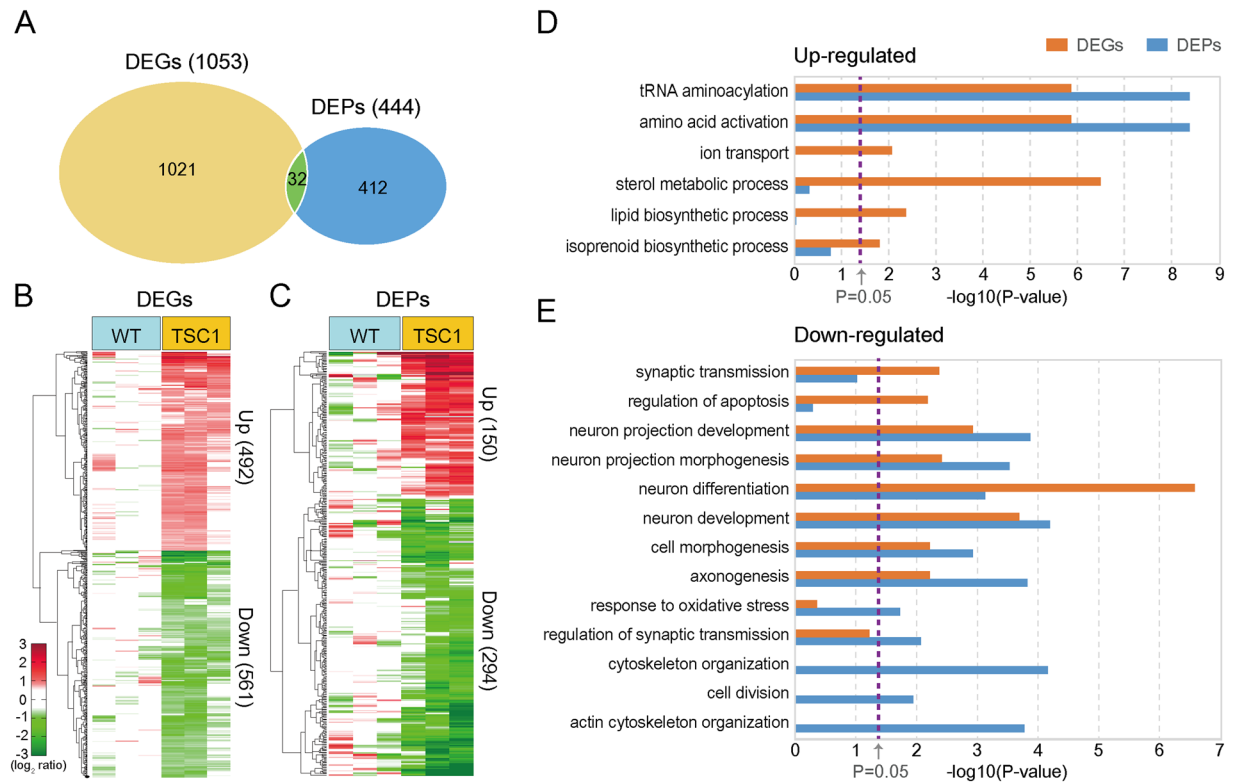 A
DEGs (1053)
DEPs (444)
1021
32
412
B
DEGs
WT
TSC1
Up (492)
Down (561)
3
2
1
0
-1
-2
-3
(log2 ratio)
C
DEPs
WT
TSC1
Up (150)
Down (294)
D
DEGs
DEPs
Up-regulated
tRNA aminoacylation
amino acid activation
ion transport
sterol metabolic process
lipid biosynthetic process
isoprenoid biosynthetic process
0 1 2 3 4 5 6 7 8 9
P=0.05
-log10(P-value)
E
Down-regulated
synaptic transmission
regulation of apoptosis
neuron projection development
neuron projection morphogenesis
neuron differentiation
neuron development
cell morphogenesis
axonogenesis
response to oxidative stress
regulation of synaptic transmission
cytoskeleton organization
cell division
actin cytoskeleton organization
0 1 2 3 4 5 6 7
P=0.05
-log10(P-value)